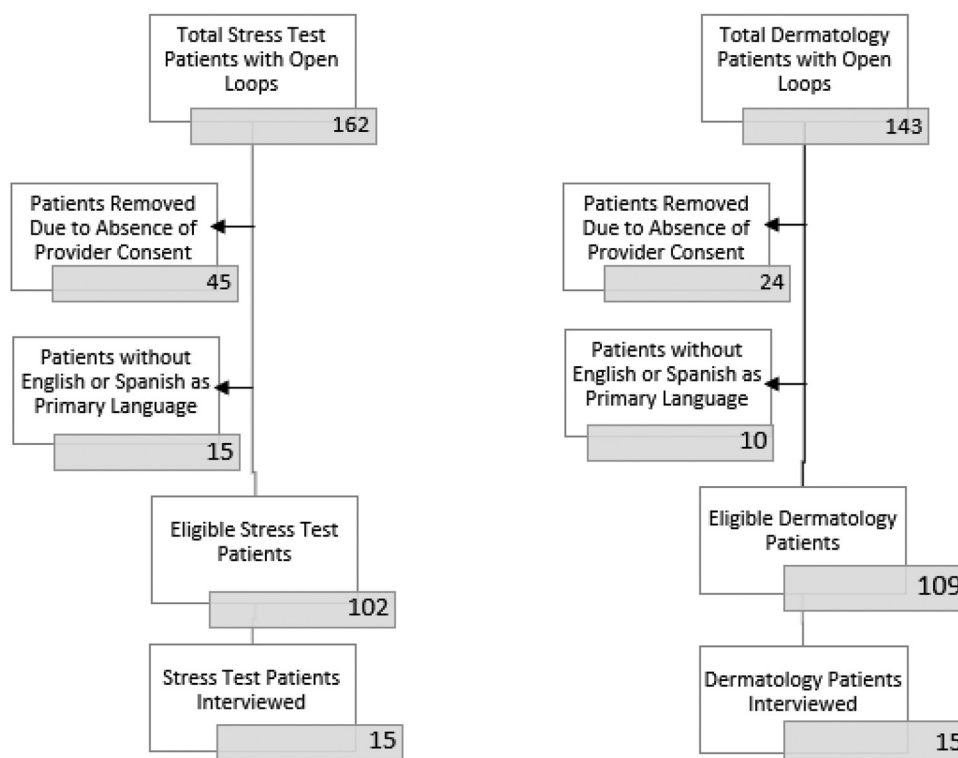 Total Stress Test
Patients with Open
Loops
162
Patients Removed
Due to Absence of
Provider Consent
45
Patients without
English or Spanish as
Primary Language
15
Eligible Stress Test
Patients
102
Stress Test Patients
Interviewed
15
Total Dermatology
Patients with Open
Loops
143
Patients Removed
Due to Absence of
Provider Consent
24
Patients without
English or Spanish as
Primary Language
10
Eligible Dermatology
Patients
109
Dermatology Patients
Interviewed
15